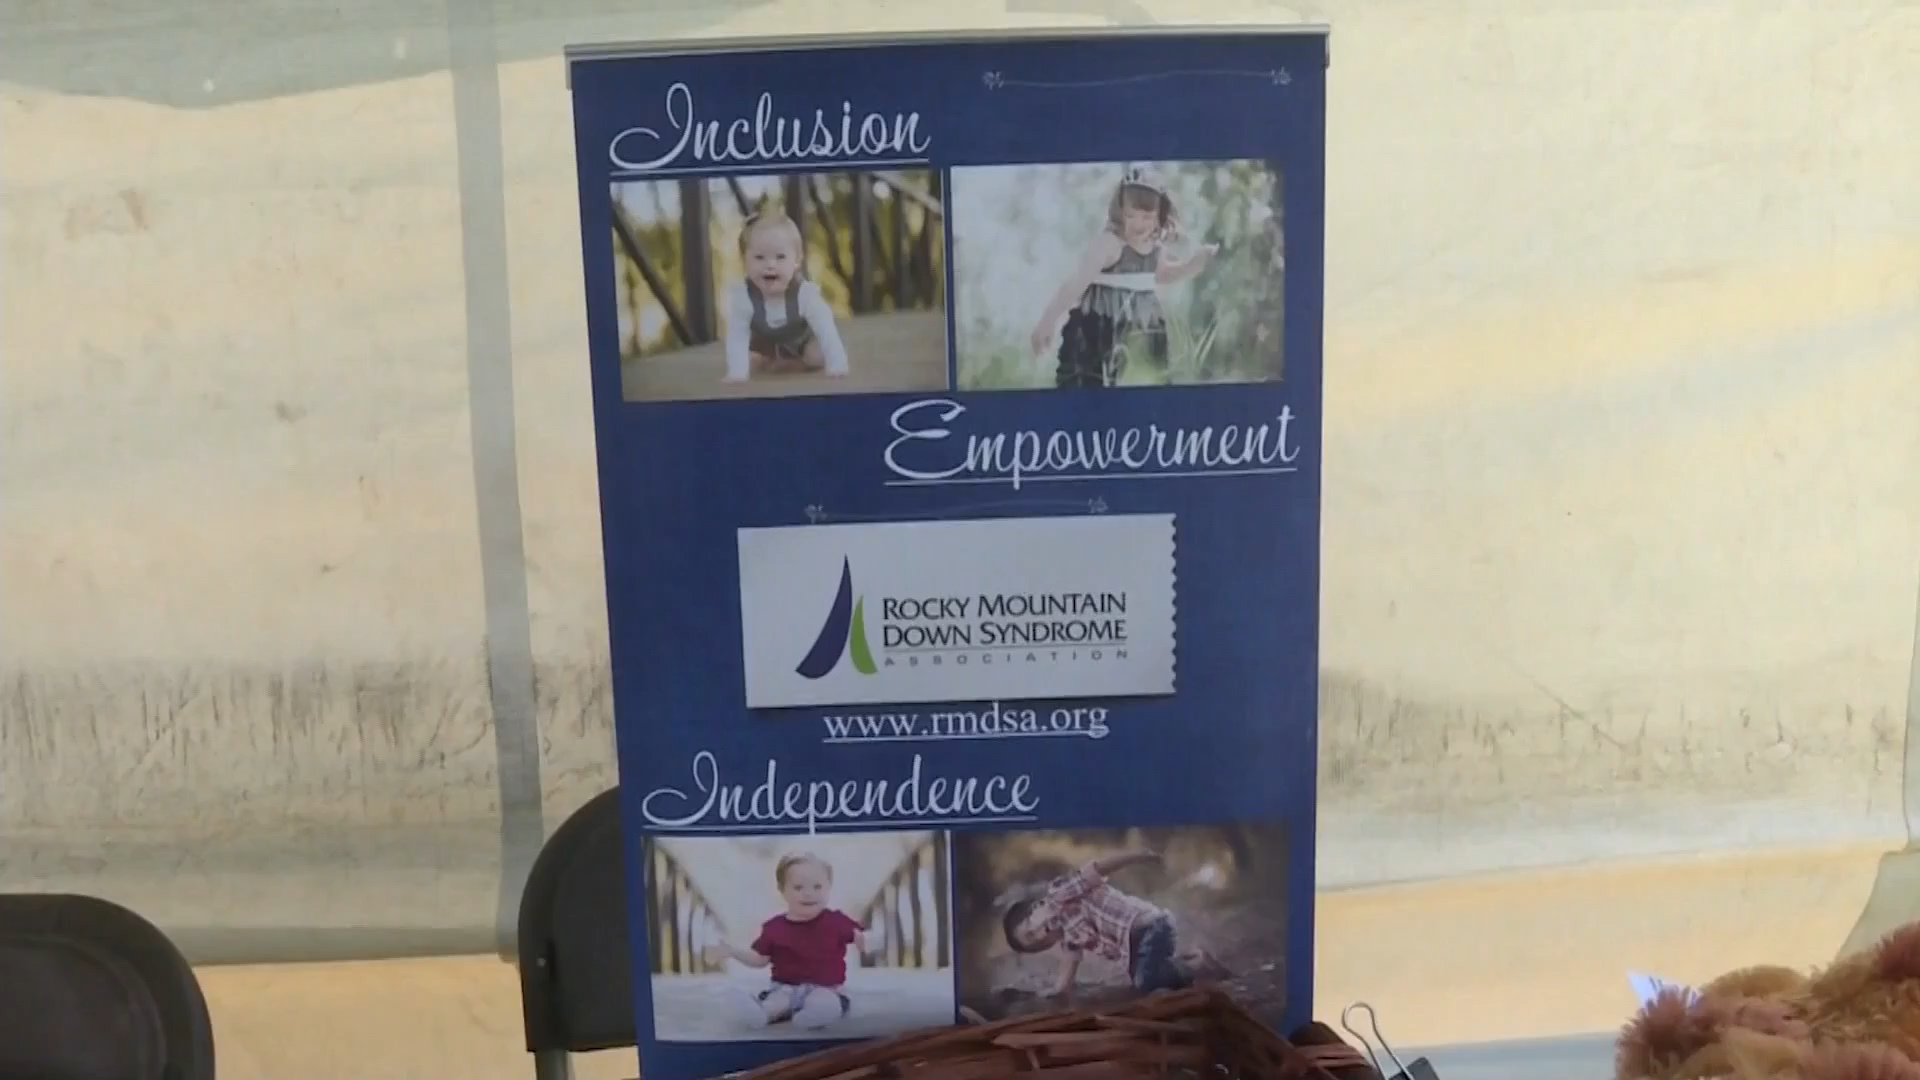 Inclusion
Empowerment
ROCKY MOUNTAIN
DOWN SYNDROME
ASSOCIATION
www.rmdsa.org
Independence